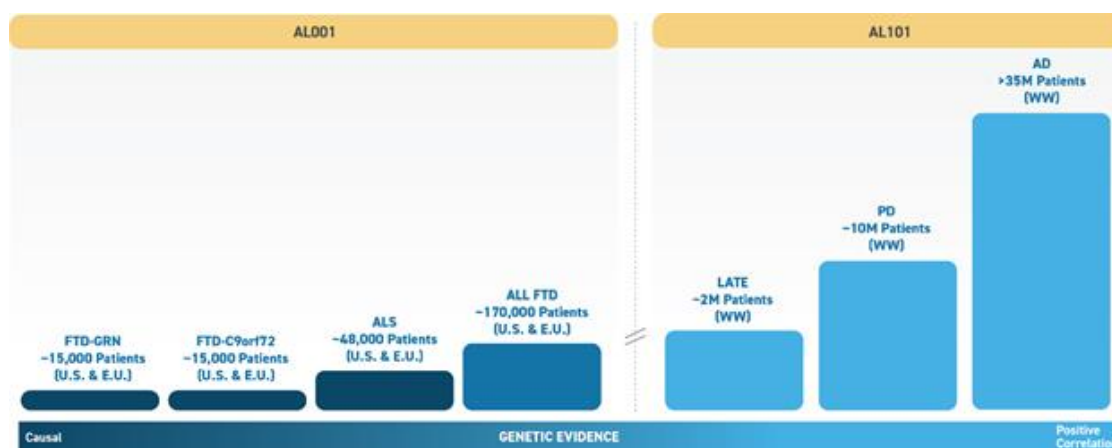 AL001
AL101
FTD-GRN
~15,000 Patients
(U.S. & E.U.)
FTD-C9orf72
~15,000 Patients
(U.S. & E.U.)
ALS
~48,000 Patients
(U.S. & E.U.)
ALL FTD
~170,000 Patients
(U.S. & E.U.)
LATE
~2M Patients
(WW)
PD
~10M Patients
(WW)
AD
>35M Patients
(WW)
Causal
GENETIC EVIDENCE
Positive
Correlation